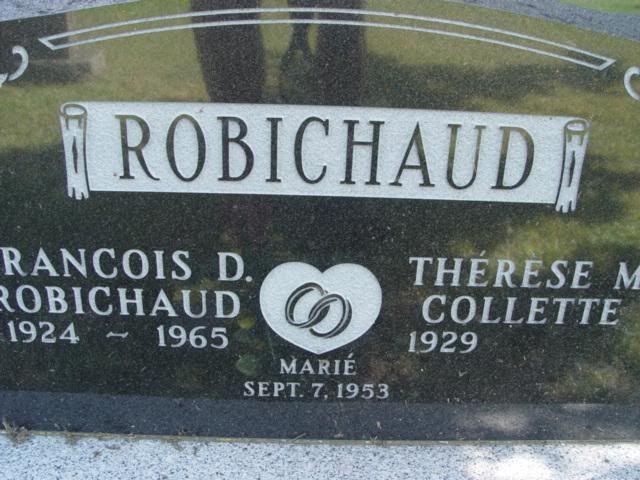 ROBICHAUD
RANCOIS D.
ROBICHAUD
1924 ~ 1965
THÉRÈSE M
COLLETTE
1929
MARIÉ
SEPT. 7, 1953